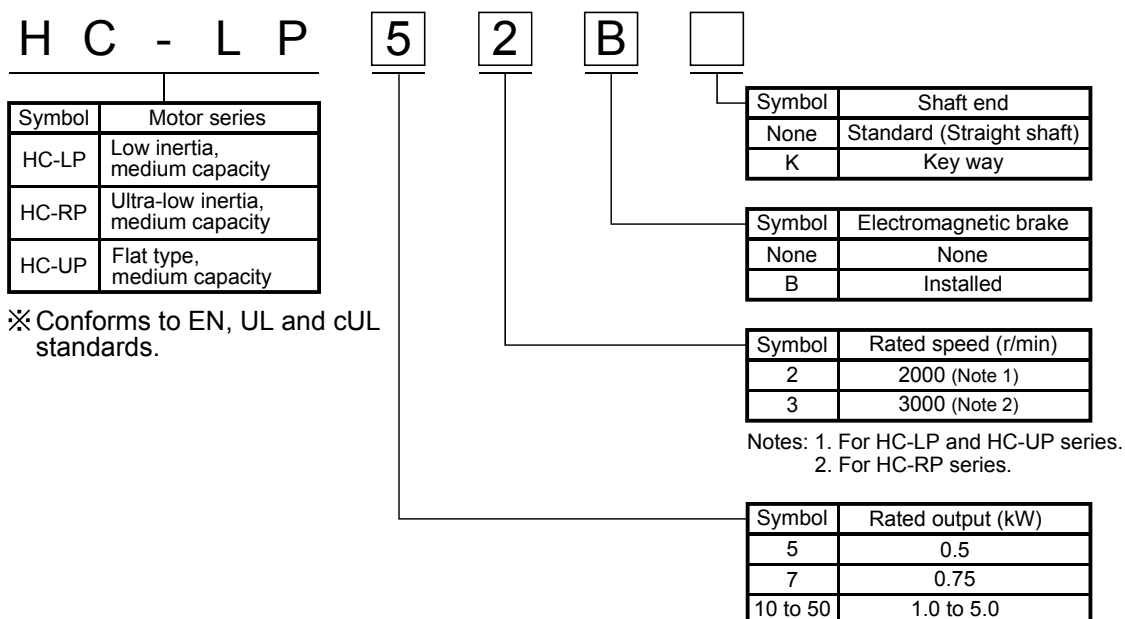 H C - L P 5 2 B
Symbol Motor series
HC-LP Low inertia,
medium capacity
HC-RP Ultra-low inertia,
medium capacity
HC-UP Flat type,
medium capacity
※ Conforms to EN, UL and cUL
standards.
Symbol Shaft end
None Standard (Straight shaft)
K Key way
Symbol Electromagnetic brake
None None
B Installed
Symbol Rated speed (r/min)
2 2000 (Note 1)
3 3000 (Note 2)
Notes: 1. For HC-LP and HC-UP series.
2. For HC-RP series.
Symbol Rated output (kW)
5 0.5
7 0.75
10 to 50 1.0 to 5.0